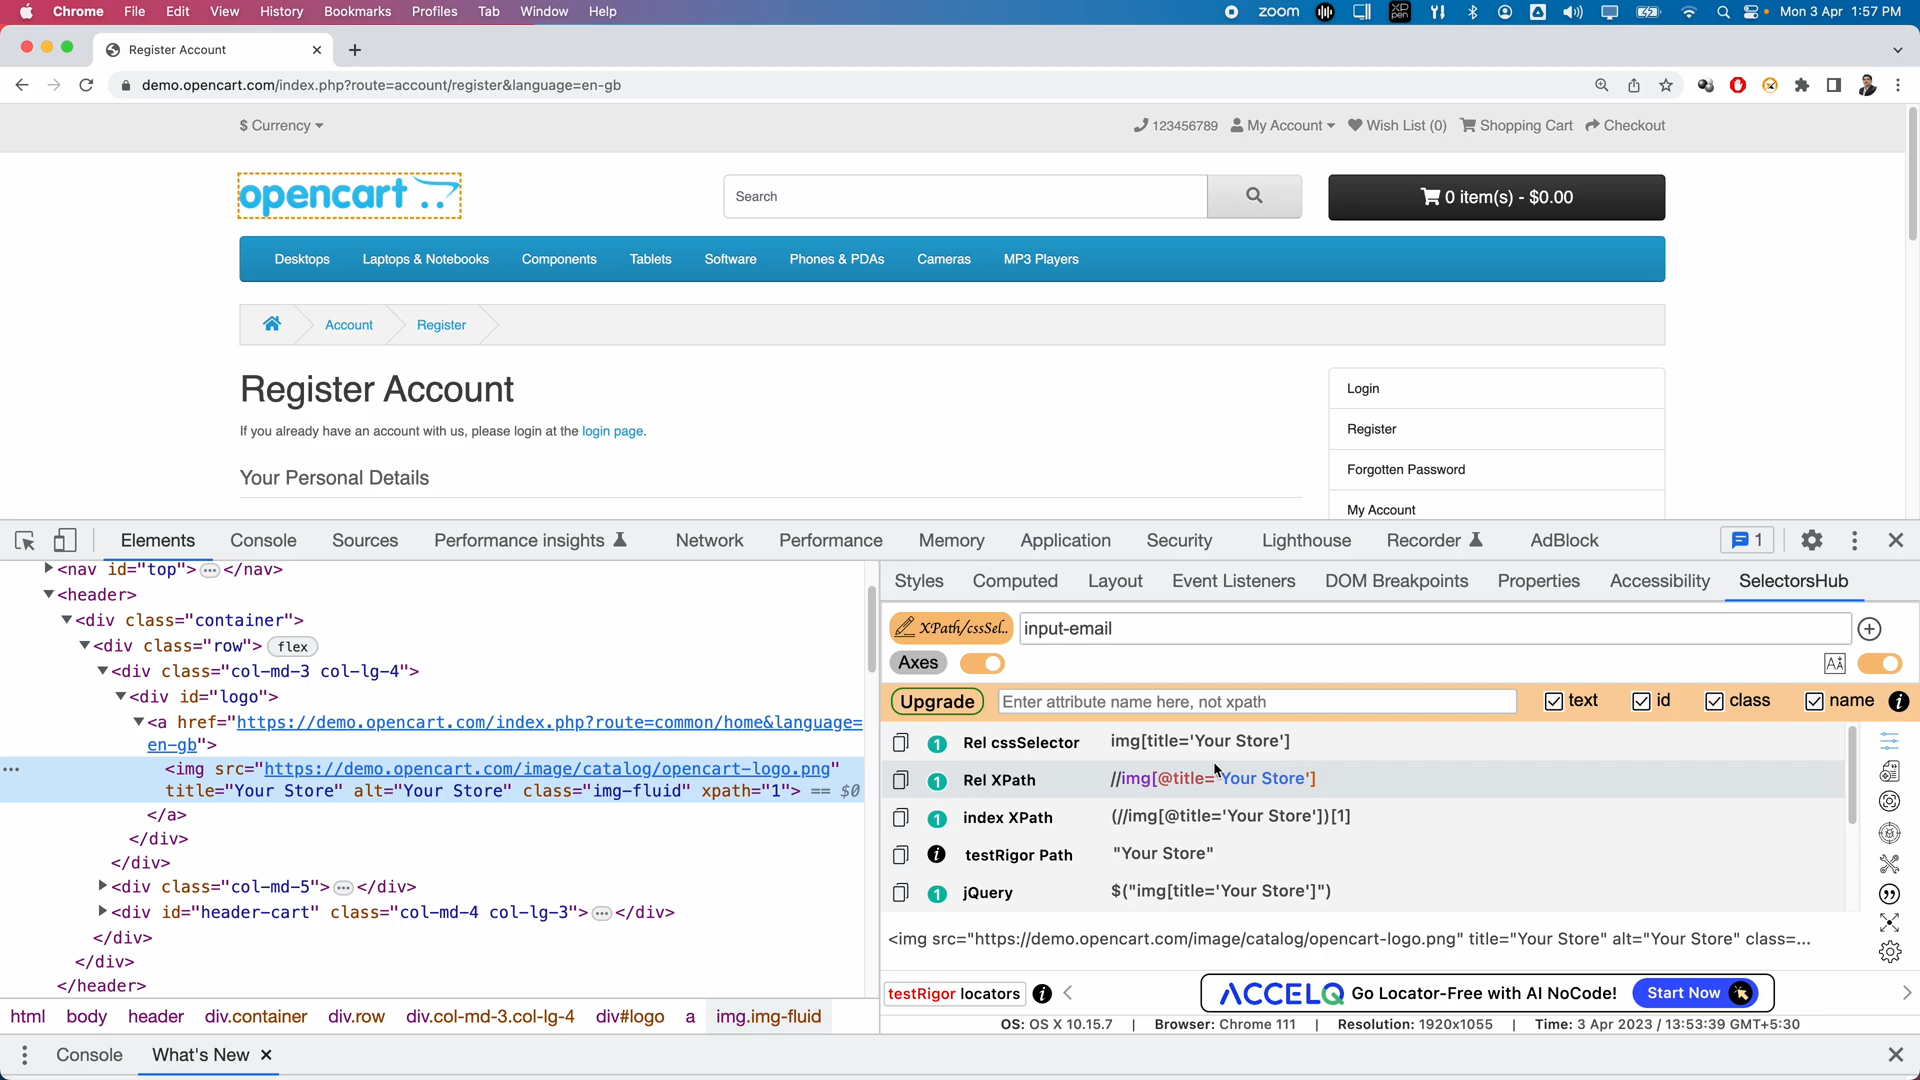 Chrome File Edit View History Bookmarks Profiles Tab Window Help zoom XP PEN Mon 3 Apr 1:57 PM
Register Account
demo.opencart.com/index.php?route=account/register&language=en-gb
$ Currency 123456789 My Account Wish List (0) Shopping Cart Checkout
opencart Search 0 item(s) - $0.00
Desktops Laptops & Notebooks Components Tablets Software Phones & PDAs Cameras MP3 Players
Account Register
Register Account
If you already have an account with us, please login at the login page.
Your Personal Details
Login
Register
Forgotten Password
My Account
Elements Console Sources Performance insights Network Performance Memory Application Security Lighthouse Recorder AdBlock 1
<nav id="top">…</nav>
<header>
<div class="container">
<div class="row"> flex
<div class="col-md-3 col-lg-4">
<div id="logo">
<a href="https://demo.opencart.com/index.php?route=common/home&language=
en-gb">
<img src="https://demo.opencart.com/image/catalog/opencart-logo.png"
title="Your Store" alt="Your Store" class="img-fluid" xpath="1"> == $0
</a>
</div>
</div>
<div class="col-md-5">…</div>
<div id="header-cart" class="col-md-4 col-lg-3">…</div>
</div>
</div>
</header>
html body header div.container div.row div.col-md-3.col-lg-4 div#logo a img.img-fluid
Styles Computed Layout Event Listeners DOM Breakpoints Properties Accessibility SelectorsHub
XPath/cssSel.. input-email
Axes
Upgrade Enter attribute name here, not xpath text id class name
1 Rel cssSelector img[title='Your Store']
1 Rel XPath //img[@title='Your Store']
1 index XPath (//img[@title='Your Store'])[1]
testRigor Path "Your Store"
1 jQuery $("img[title='Your Store']")
<img src="https://demo.opencart.com/image/catalog/opencart-logo.png" title="Your Store" alt="Your Store" class=...
testRigor locators ACCELQ Go Locator-Free with AI NoCode! Start Now
OS: OS X 10.15.7 | Browser: Chrome 111 | Resolution: 1920x1055 | Time: 3 Apr 2023 / 13:53:39 GMT+5:30
Console What's New